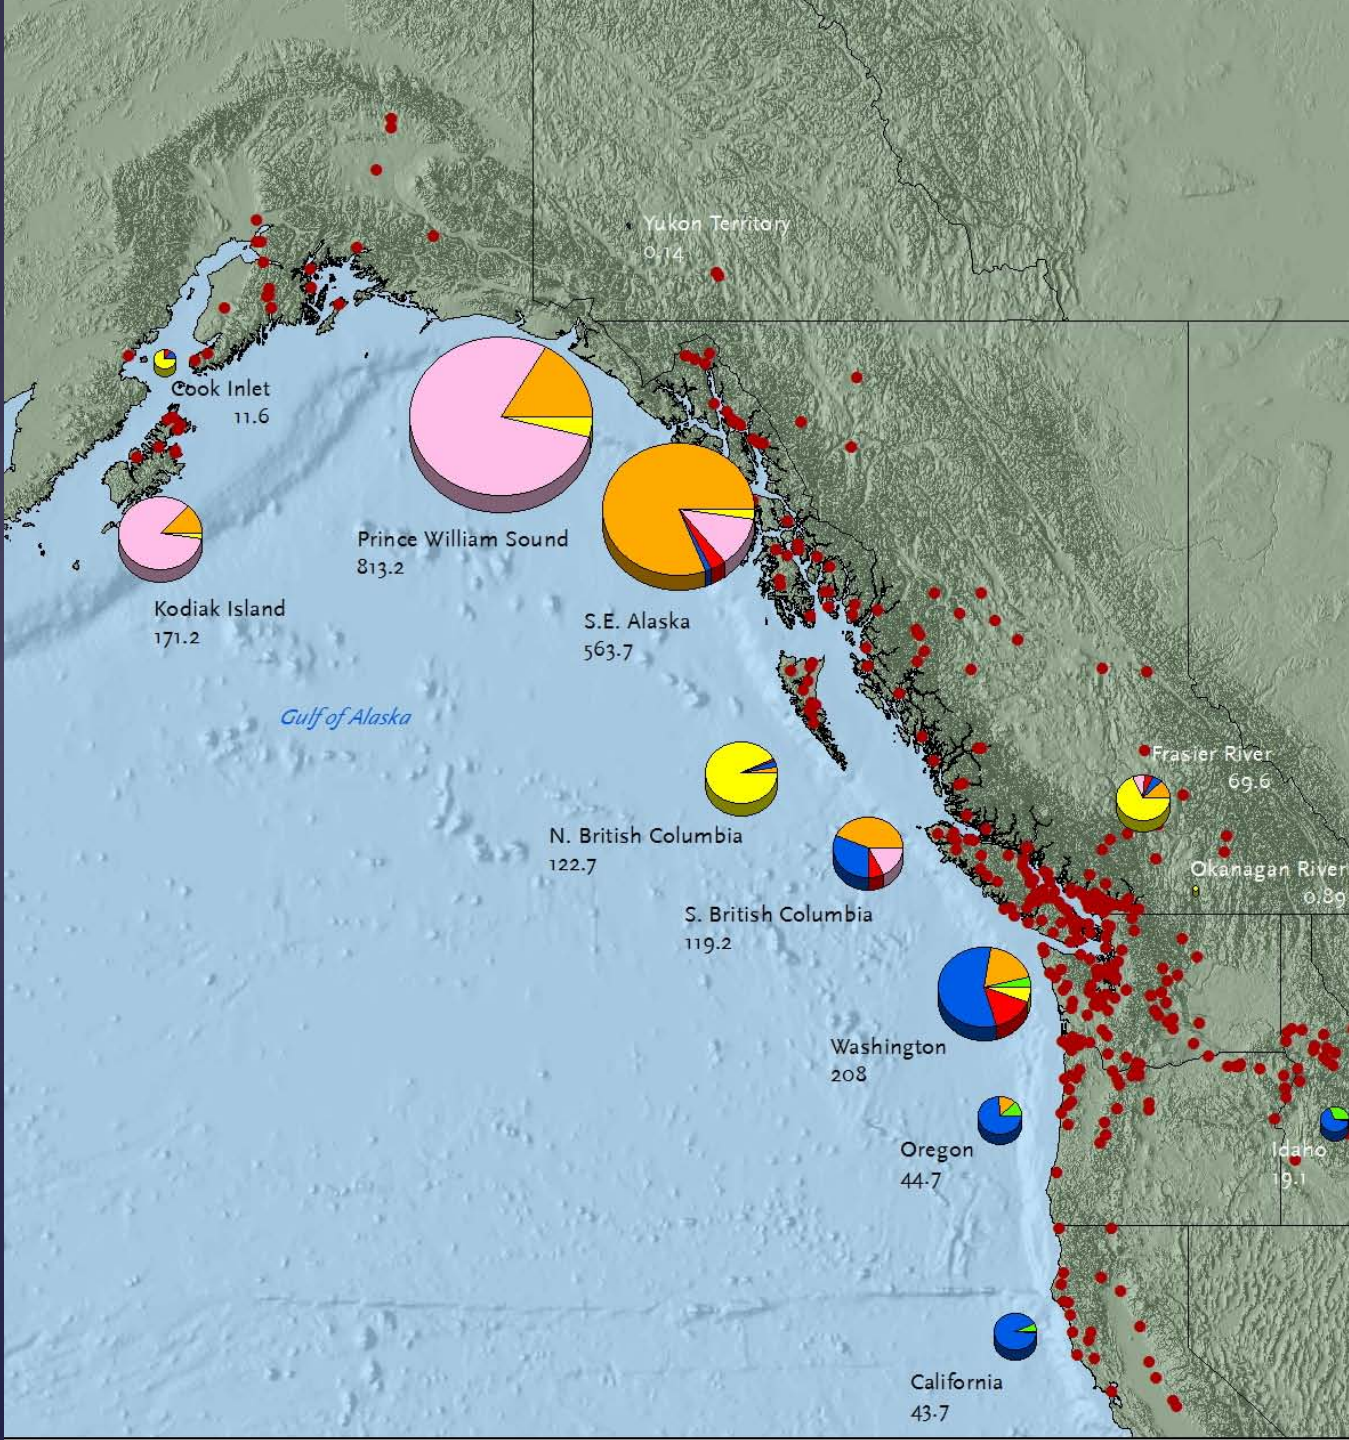 Yukon Territory
0.14
Cook Inlet
11.6
Prince William Sound
813.2
Kodiak Island
171.2
S.E. Alaska
563.7
Gulf of Alaska
Frasier River
69.6
N. British Columbia
122.7
Okanagan River
0.89
S. British Columbia
119.2
Washington
208
Oregon
44.7
Idaho
19.1
California
43.7